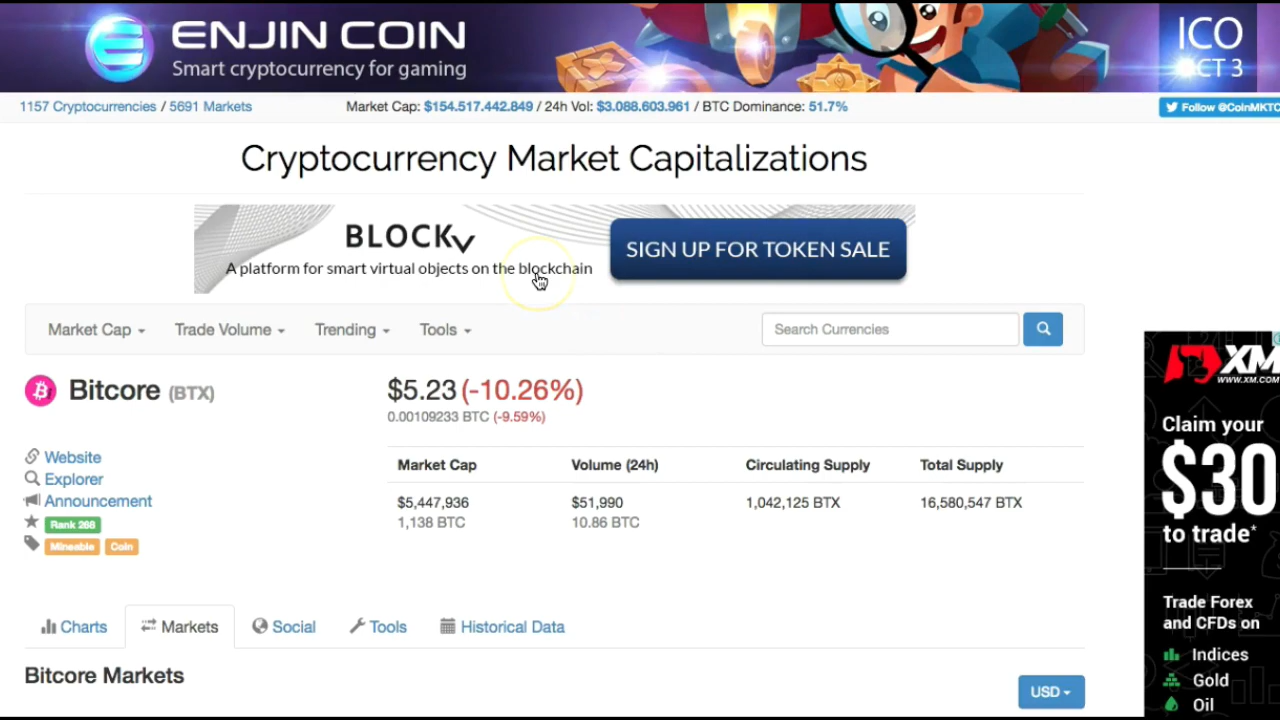 ENJIN COIN
Smart cryptocurrency for gaming
ICO
CT 3
1157 Cryptocurrencies / 5691 Markets
Market Cap: $154.517.442.849 / 24h Vol: $3.088.603.961 / BTC Dominance: 51.7%
Follow @CoinMKTC
Cryptocurrency Market Capitalizations
BLOCKv
A platform for smart virtual objects on the blockchain
SIGN UP FOR TOKEN SALE
Market Cap
Trade Volume
Trending
Tools
Search Currencies
XM
WWW.XM.COM
Bitcore (BTX)
$5.23 (-10.26%)
0.00109233 BTC (-9.59%)
Claim your
$30
to trade*
Website
Explorer
Announcement
Rank 268
Mineable
Coin
Market Cap
Volume (24h)
Circulating Supply
Total Supply
$5,447,936
$51,990
1,042,125 BTX
16,580,547 BTX
1,138 BTC
10.86 BTC
Trade Forex
and CFDs on
Indices
Gold
Oil
Charts
Markets
Social
Tools
Historical Data
Bitcore Markets
USD